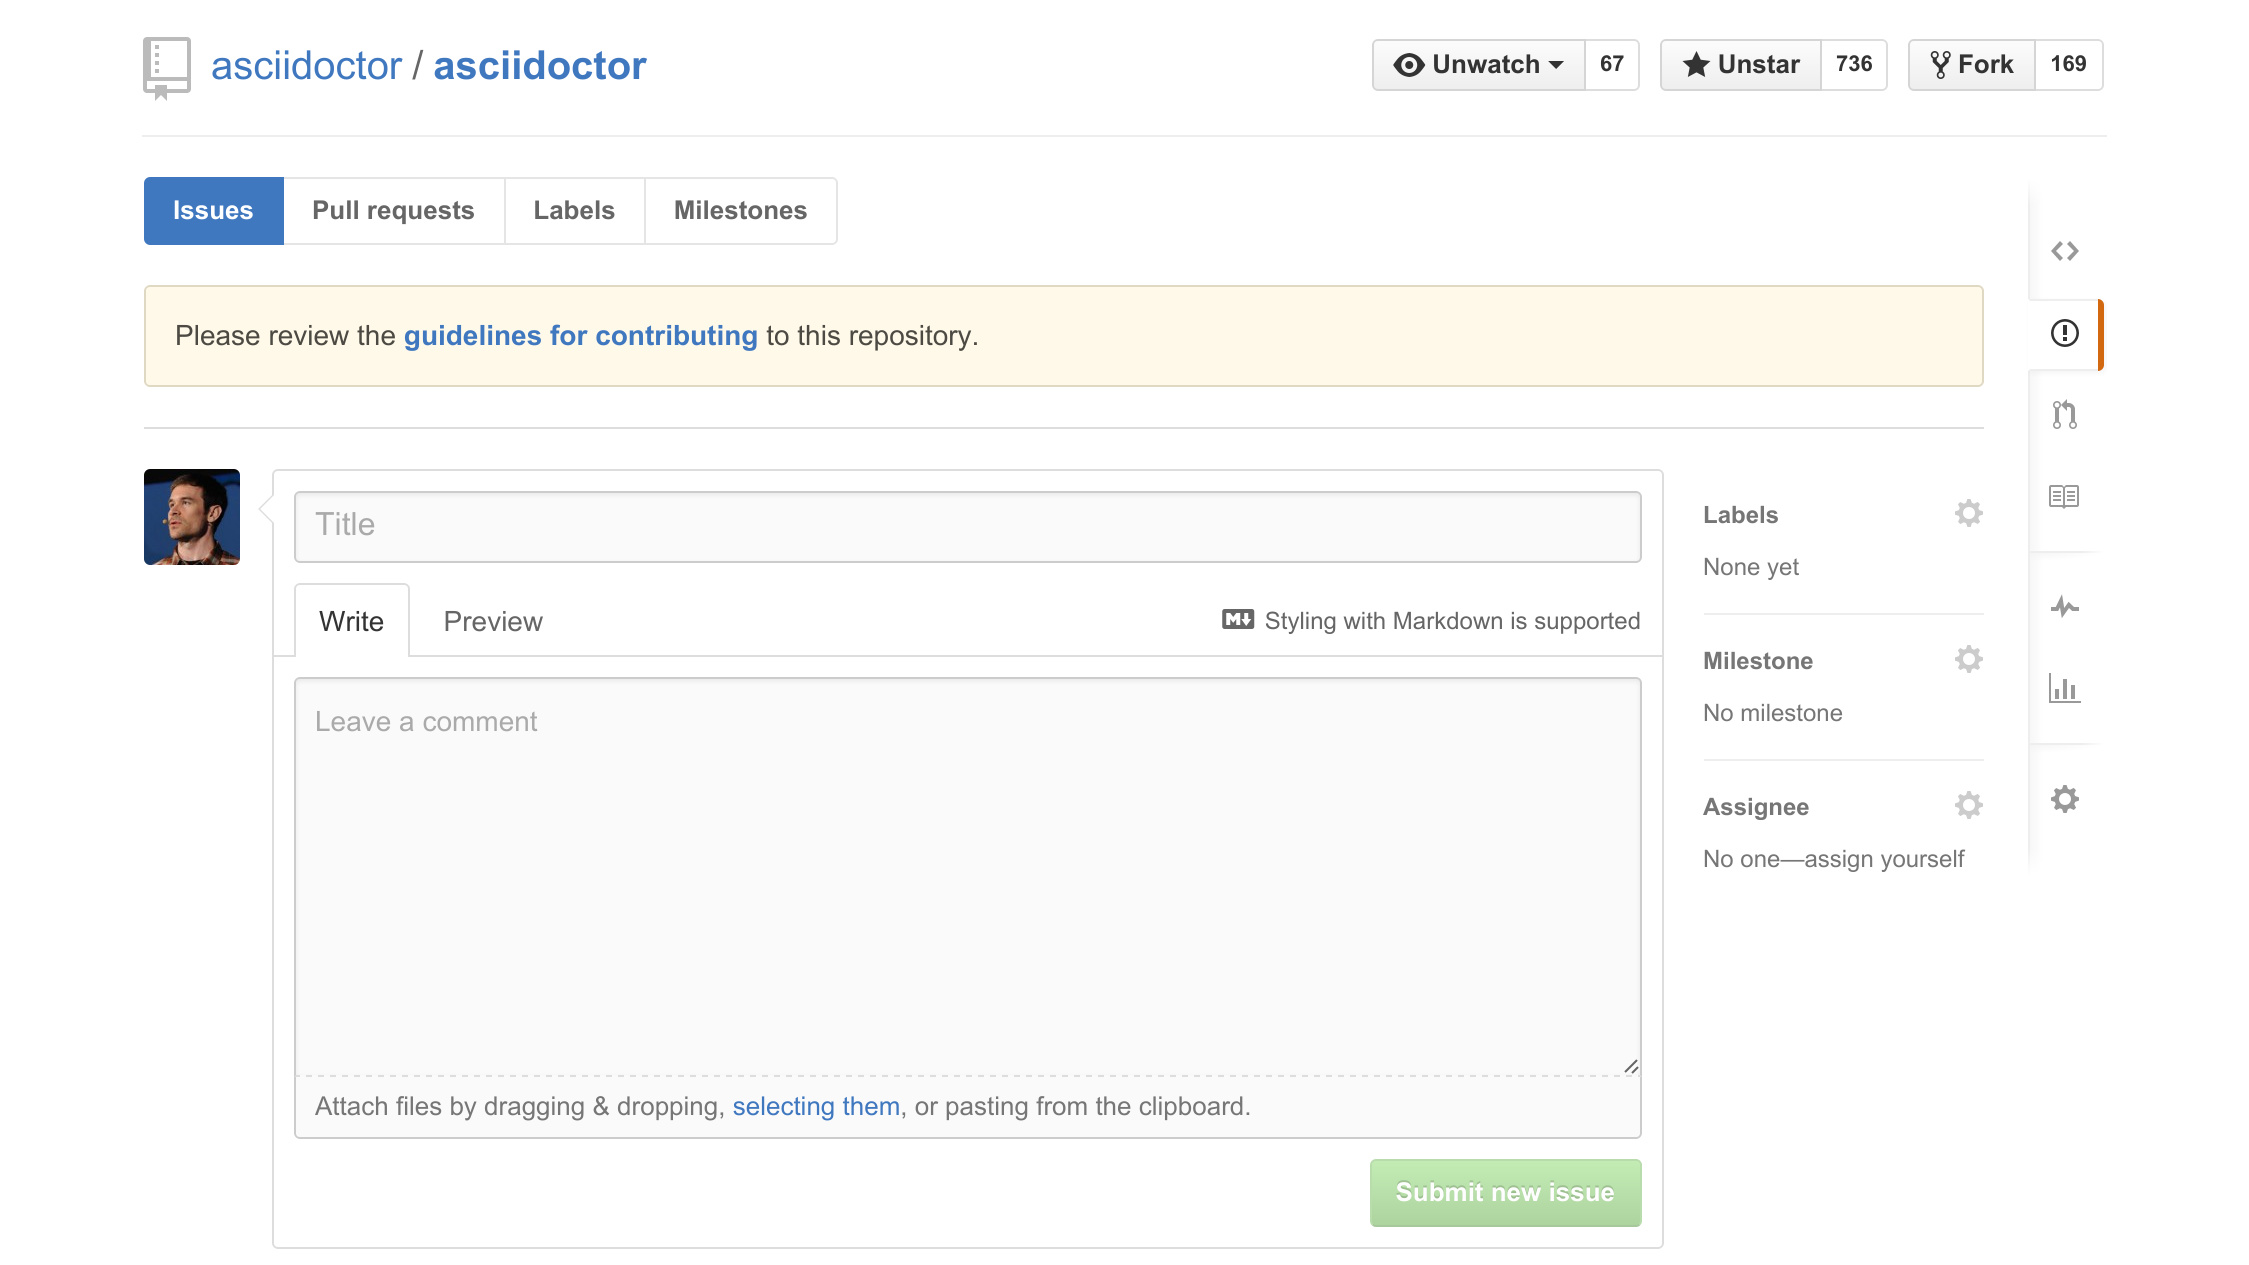 asciidoctor / asciidoctor
Unwatch 67 Unstar 736 Fork 169
Issues Pull requests Labels Milestones
Please review the guidelines for contributing to this repository.
Title
Write Preview Styling with Markdown is supported
Leave a comment
Attach files by dragging & dropping, selecting them, or pasting from the clipboard.
Submit new issue
Labels
None yet
Milestone
No milestone
Assignee
No one—assign yourself